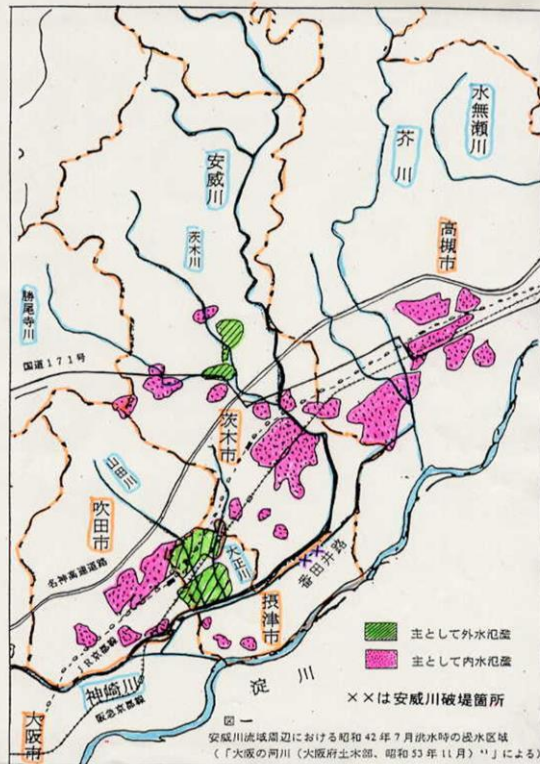 水無瀬川
芥川
安威川
高槻市
茨木川
勝尾寺川
国道171号
茨木市
山田川
吹田市
名神高速道路
大正川
番田井路
××
摂津市
主として外水氾濫
主として内水氾濫
JR京都線
淀川
神崎川
阪急京都線
××は安威川破堤箇所
大阪市
図一
安威川流域周辺における昭和42年7月洪水時の浸水区域
(「大阪の河川(大阪府土木部、昭和53年11月)"」による)